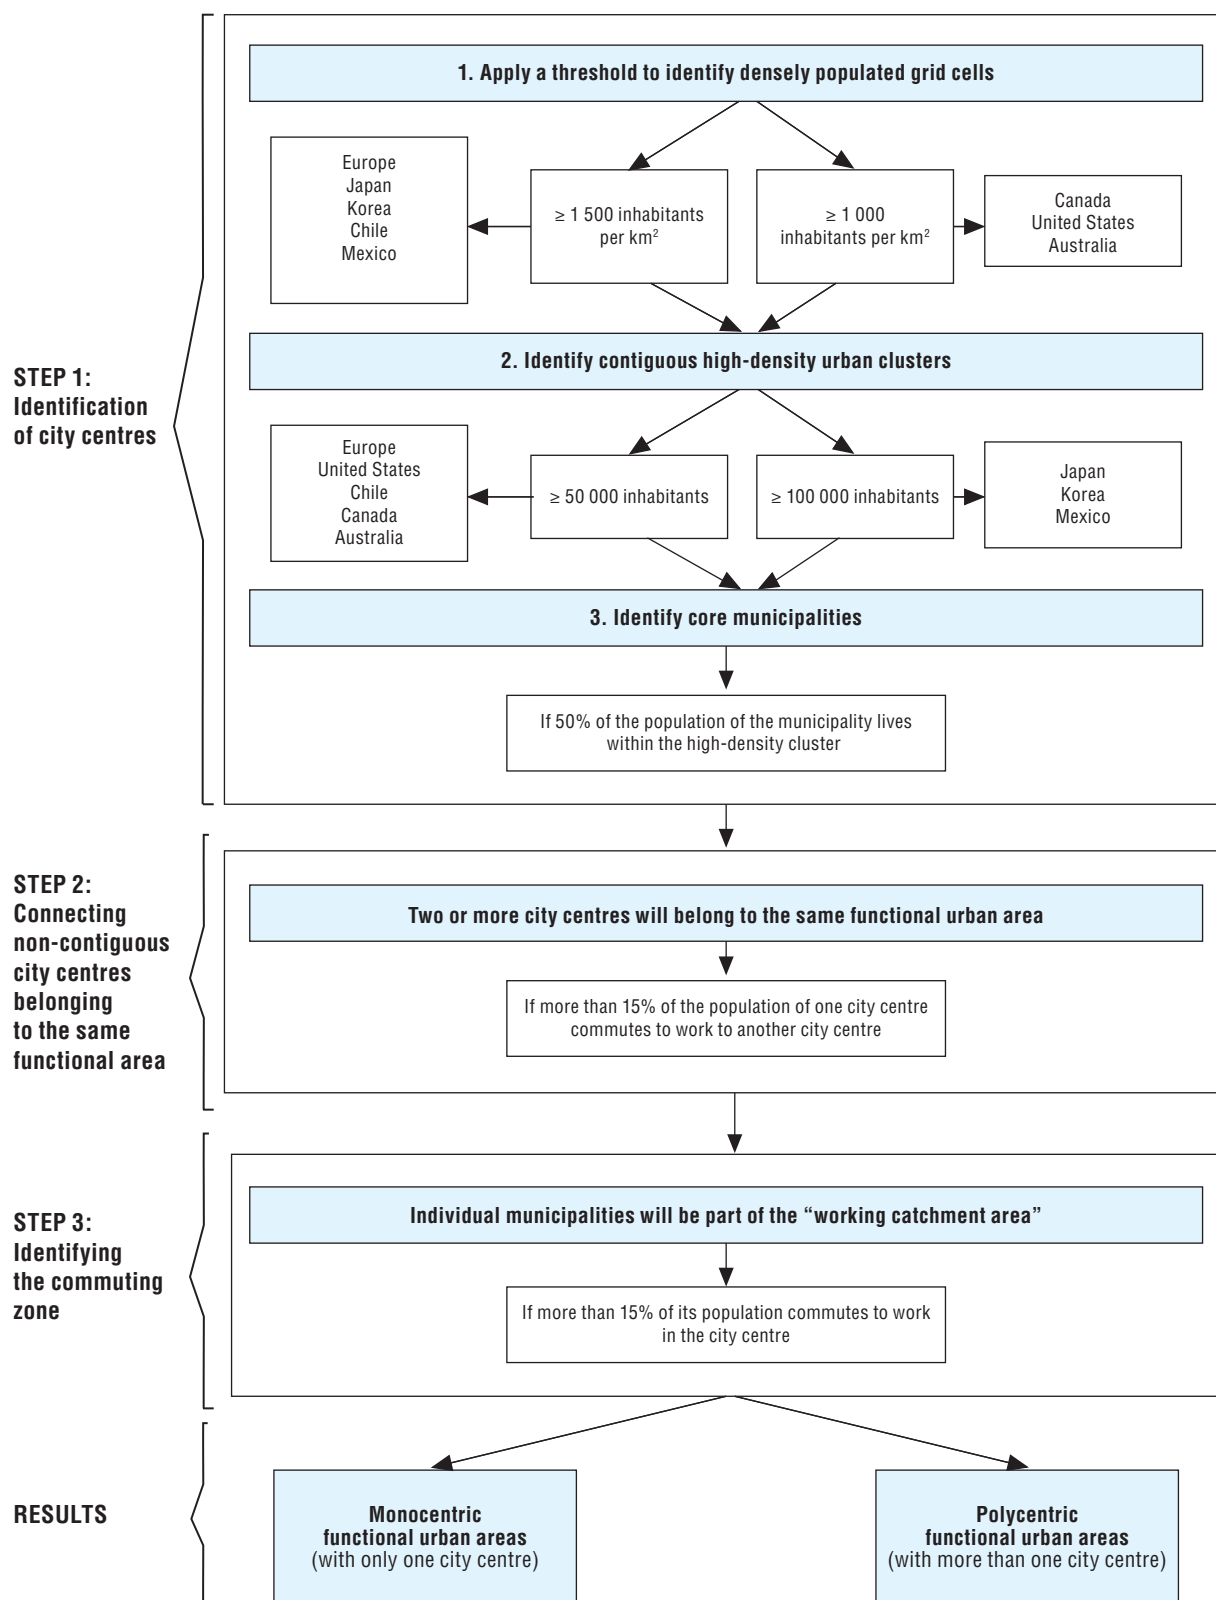 STEP 1:
Identification
of city centres
1. Apply a threshold to identify densely populated grid cells
Europe
Japan
Korea
Chile
Mexico
≥ 1 500 inhabitants
per km²
≥ 1 000
inhabitants per km²
Canada
United States
Australia
2. Identify contiguous high-density urban clusters
Europe
United States
Chile
Canada
Australia
≥ 50 000 inhabitants
≥ 100 000 inhabitants
Japan
Korea
Mexico
3. Identify core municipalities
If 50% of the population of the municipality lives
within the high-density cluster
STEP 2:
Connecting
non-contiguous
city centres
belonging
to the same
functional area
Two or more city centres will belong to the same functional urban area
If more than 15% of the population of one city centre
commutes to work to another city centre
STEP 3:
Identifying
the commuting
zone
Individual municipalities will be part of the “working catchment area”
If more than 15% of its population commutes to work
in the city centre
RESULTS
Monocentric
functional urban areas
(with only one city centre)
Polycentric
functional urban areas
(with more than one city centre)